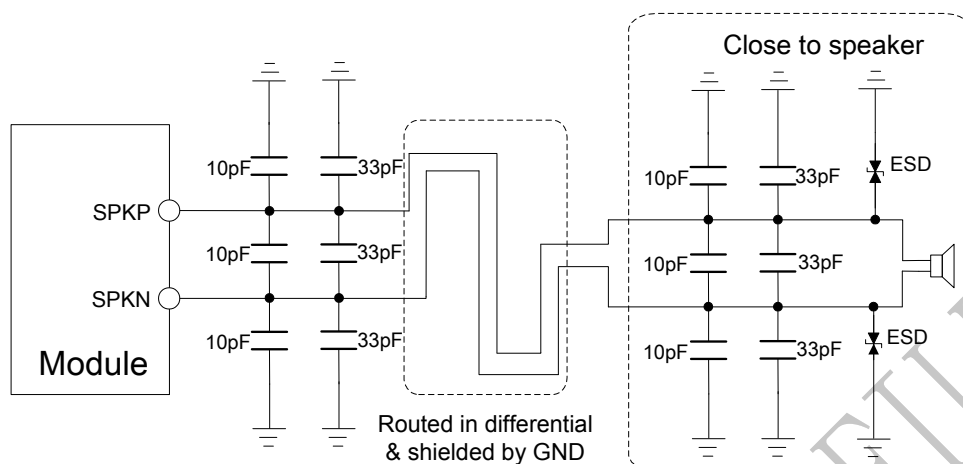 Close to speaker
10pF
33pF
10pF
33pF
ESD
SPKP
10pF
33pF
10pF
33pF
SPKN
10pF
33pF
10pF
33pF
ESD
Module
Routed in differential
& shielded by GND